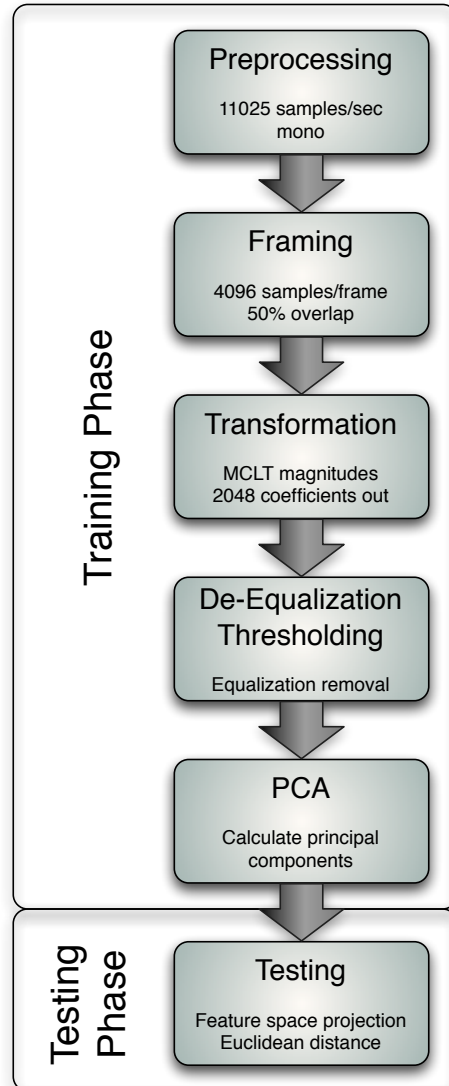 Training Phase
Preprocessing
11025 samples/sec
mono
Framing
4096 samples/frame
50% overlap
Transformation
MCLT magnitudes
2048 coefficients out
De-Equalization
Thresholding
Equalization removal
PCA
Calculate principal
components
Testing
Phase
Testing
Feature space projection
Euclidean distance